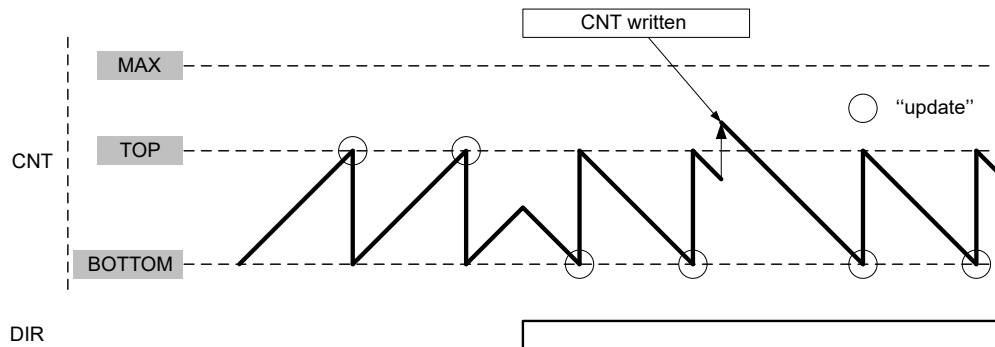 CNT written
MAX
“update”
TOP
CNT
BOTTOM
DIR